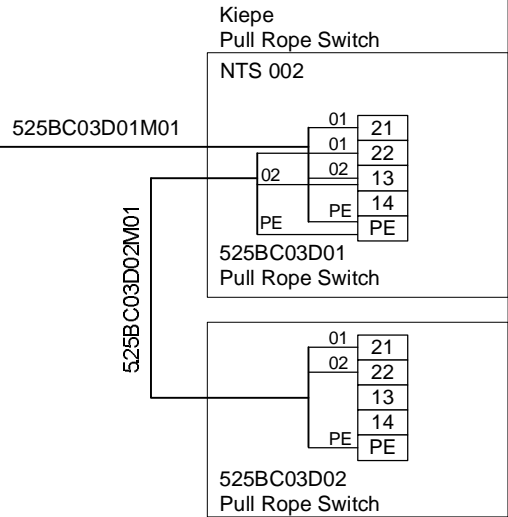 Kiepe
Pull Rope Switch
NTS 002
525BC03D01M01
01 21
01 22
02 02 13
14
PE PE PE
525BC03D01
Pull Rope Switch
525BC03D02M01
01 21
02 22
13
14
PE PE
525BC03D02
Pull Rope Switch